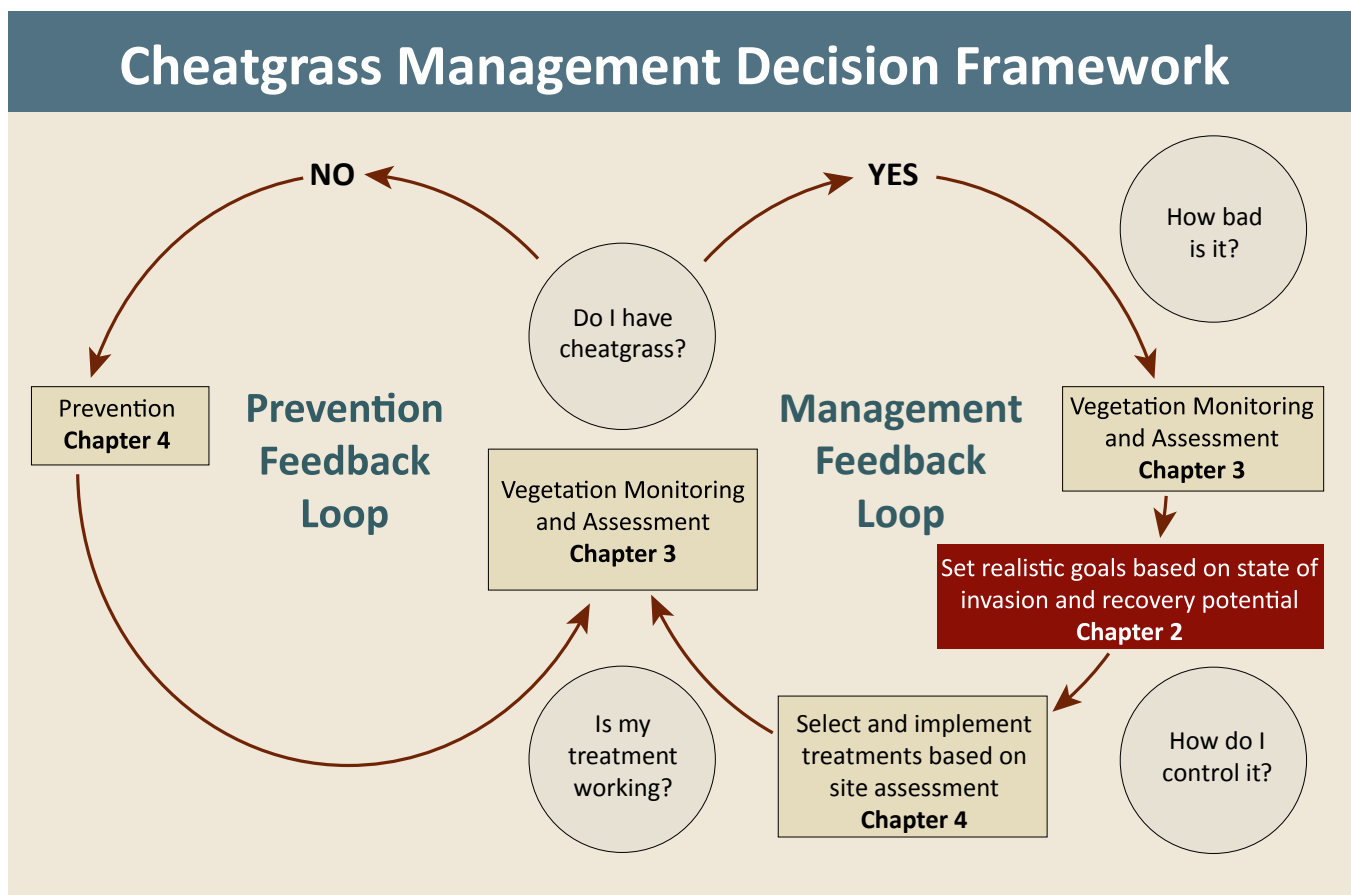 Cheatgrass Management Decision Framework
NO
YES
How bad
is it?
Do I have
cheatgrass?
Prevention
Chapter 4
Prevention
Feedback
Loop
Management
Feedback
Loop
Vegetation Monitoring
and Assessment
Chapter 3
Vegetation Monitoring
and Assessment
Chapter 3
Set realistic goals based on state of
invasion and recovery potential
Chapter 2
Is my
treatment
working?
Select and implement
treatments based on
site assessment
Chapter 4
How do I
control it?